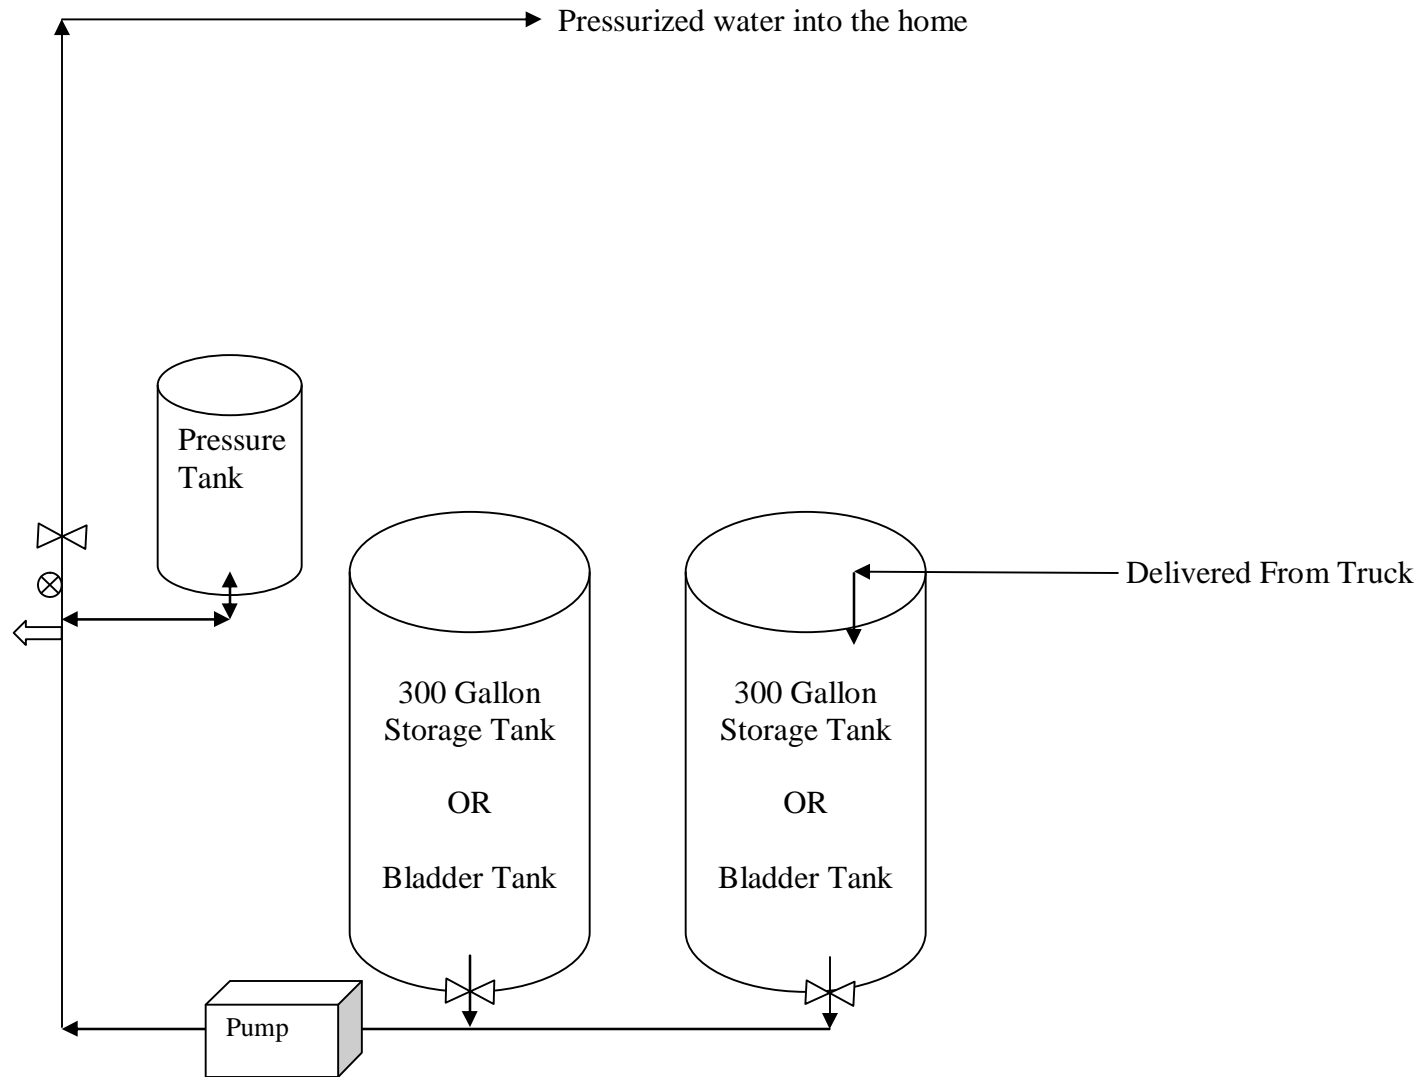 Pressurized water into the home
Pressure
Tank
Delivered From Truck
300 Gallon
Storage Tank
OR
Bladder Tank
300 Gallon
Storage Tank
OR
Bladder Tank
Pump